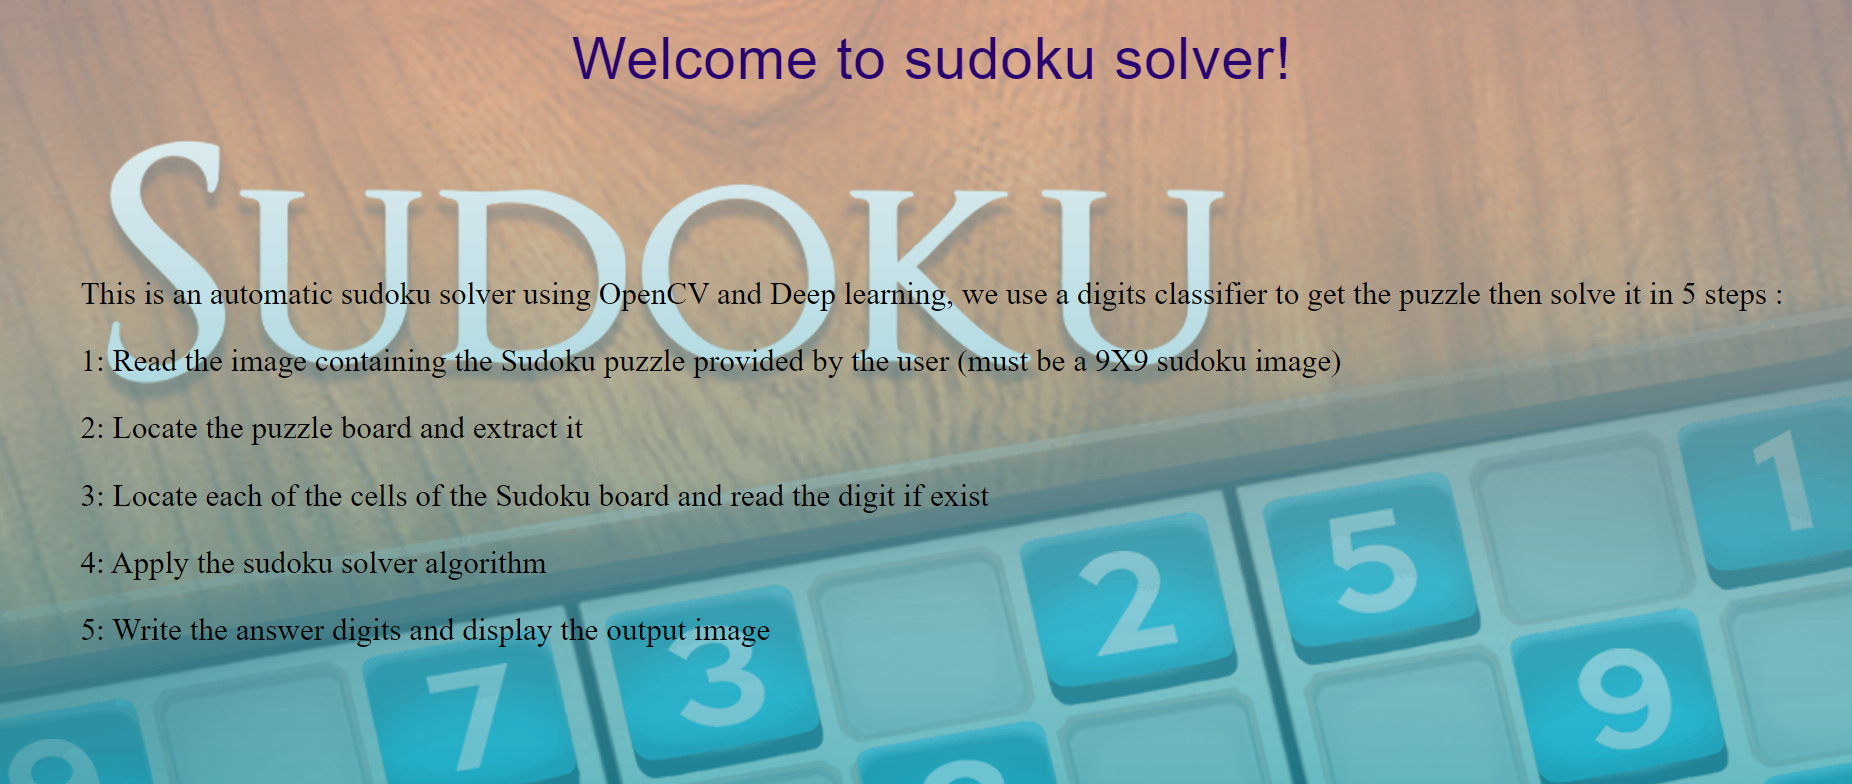 Welcome to sudoku solver!
SUDOKU
This is an automatic sudoku solver using OpenCV and Deep learning, we use a digits classifier to get the puzzle then solve it in 5 steps :
1: Read the image containing the Sudoku puzzle provided by the user (must be a 9X9 sudoku image)
2: Locate the puzzle board and extract it
3: Locate each of the cells of the Sudoku board and read the digit if exist
4: Apply the sudoku solver algorithm
5: Write the answer digits and display the output image
7 3 2 5 1
9